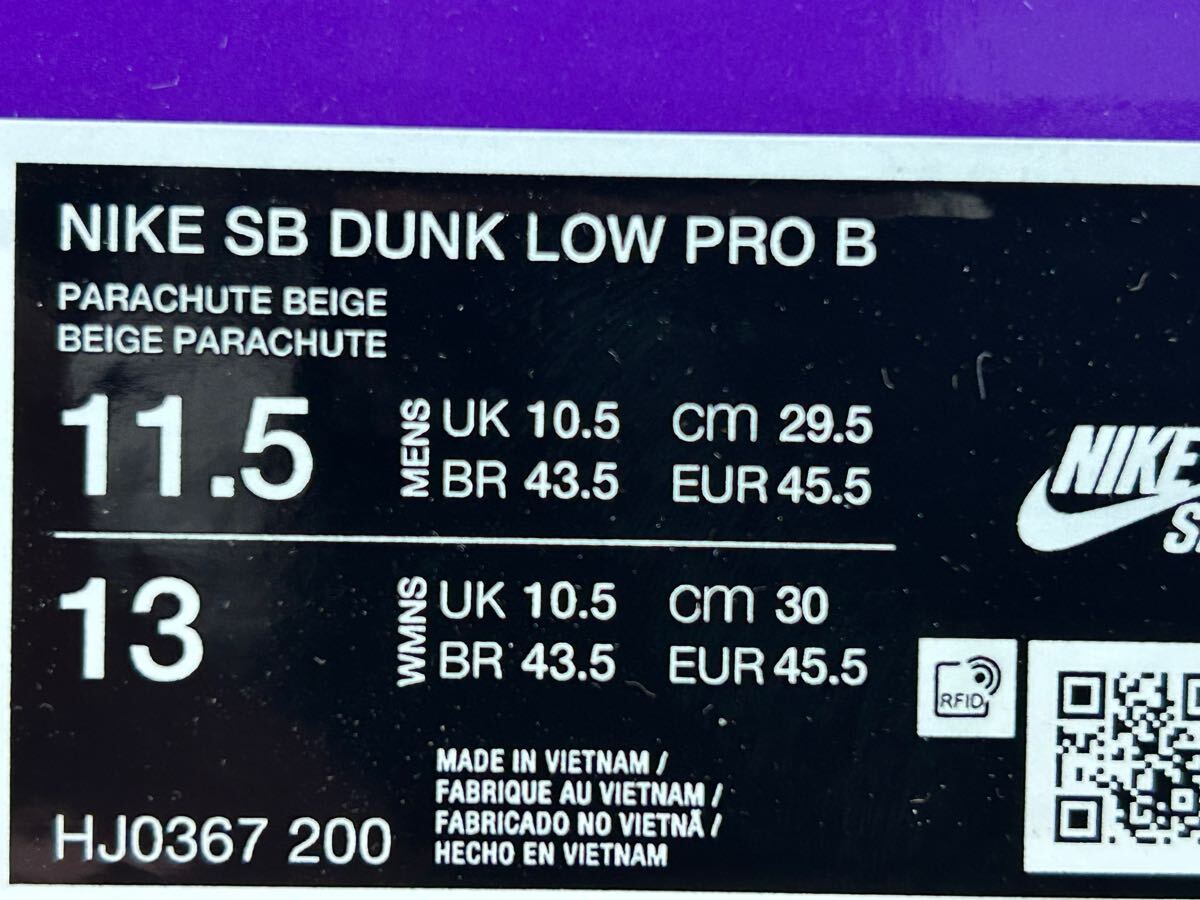 NIKE SB DUNK LOW PRO B
PARACHUTE BEIGE
BEIGE PARACHUTE
11.5 MENS UK 10.5 cm 29.5
BR 43.5 EUR 45.5
NIKE
13 WMNS UK 10.5 cm 30
BR 43.5 EUR 45.5
RFID
MADE IN VIETNAM /
FABRIQUE AU VIETNAM /
FABRICADO NO VIETNÃ /
HECHO EN VIETNAM
HJ0367 200